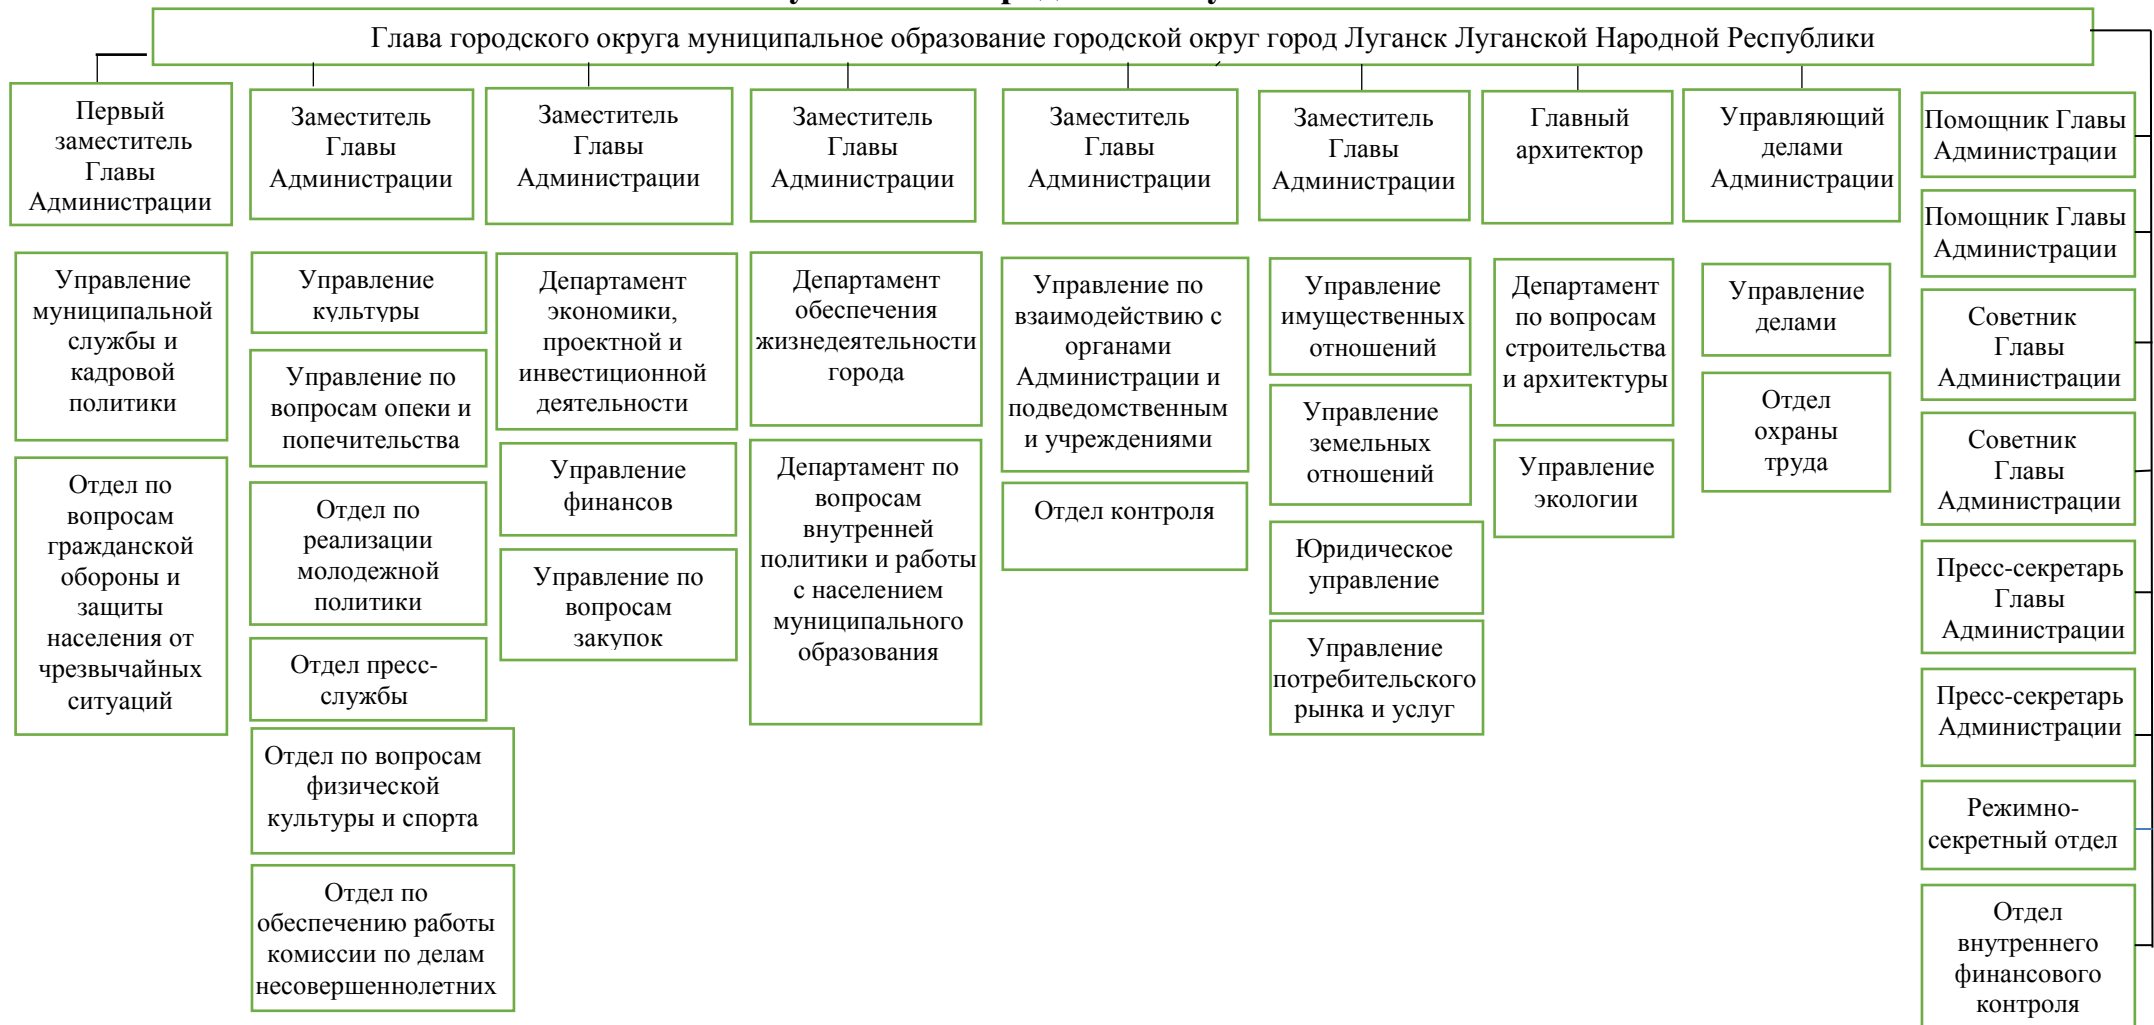 Глава городского округа муниципальное образование городской округ город Луганск Луганской Народной Республики
Первый
заместитель
Главы
Администрации
Заместитель
Главы
Администрации
Заместитель
Главы
Администрации
Заместитель
Главы
Администрации
Заместитель
Главы
Администрации
Заместитель
Главы
Администрации
Главный
архитектор
Управляющий
делами
Администрации
Управление
муниципальной
службы и
кадровой
политики
Отдел по
вопросам
гражданской
обороны и
защиты
населения от
чрезвычайных
ситуаций
Управление
культуры
Управление по
вопросам опеки и
попечительства
Отдел по
реализации
молодежной
политики
Отдел пресс-
службы
Отдел по вопросам
физической
культуры и спорта
Отдел по
обеспечению работы
комиссии по делам
несовершеннолетних
Департамент
экономики,
проектной и
инвестиционной
деятельности
Управление
финансов
Управление по
вопросам
закупок
Департамент
обеспечения
жизнедеятельности
города
Департамент по
вопросам
внутренней
политики и работы
с населением
муниципального
образования
Управление по
взаимодействию с
органами
Администрации и
подведомственным
и учреждениями
Отдел контроля
Управление
имущественных
отношений
Управление
земельных
отношений
Юридическое
управление
Управление
потребительского
рынка и услуг
Департамент
по вопросам
строительства
и архитектуры
Управление
экологии
Управление
делами
Отдел
охраны
труда
Помощник Главы
Администрации
Помощник Главы
Администрации
Советник
Главы
Администрации
Советник
Главы
Администрации
Пресс-секретарь
Главы
Администрации
Пресс-секретарь
Администрации
Режимно-
секретный отдел
Отдел
внутреннего
финансового
контроля